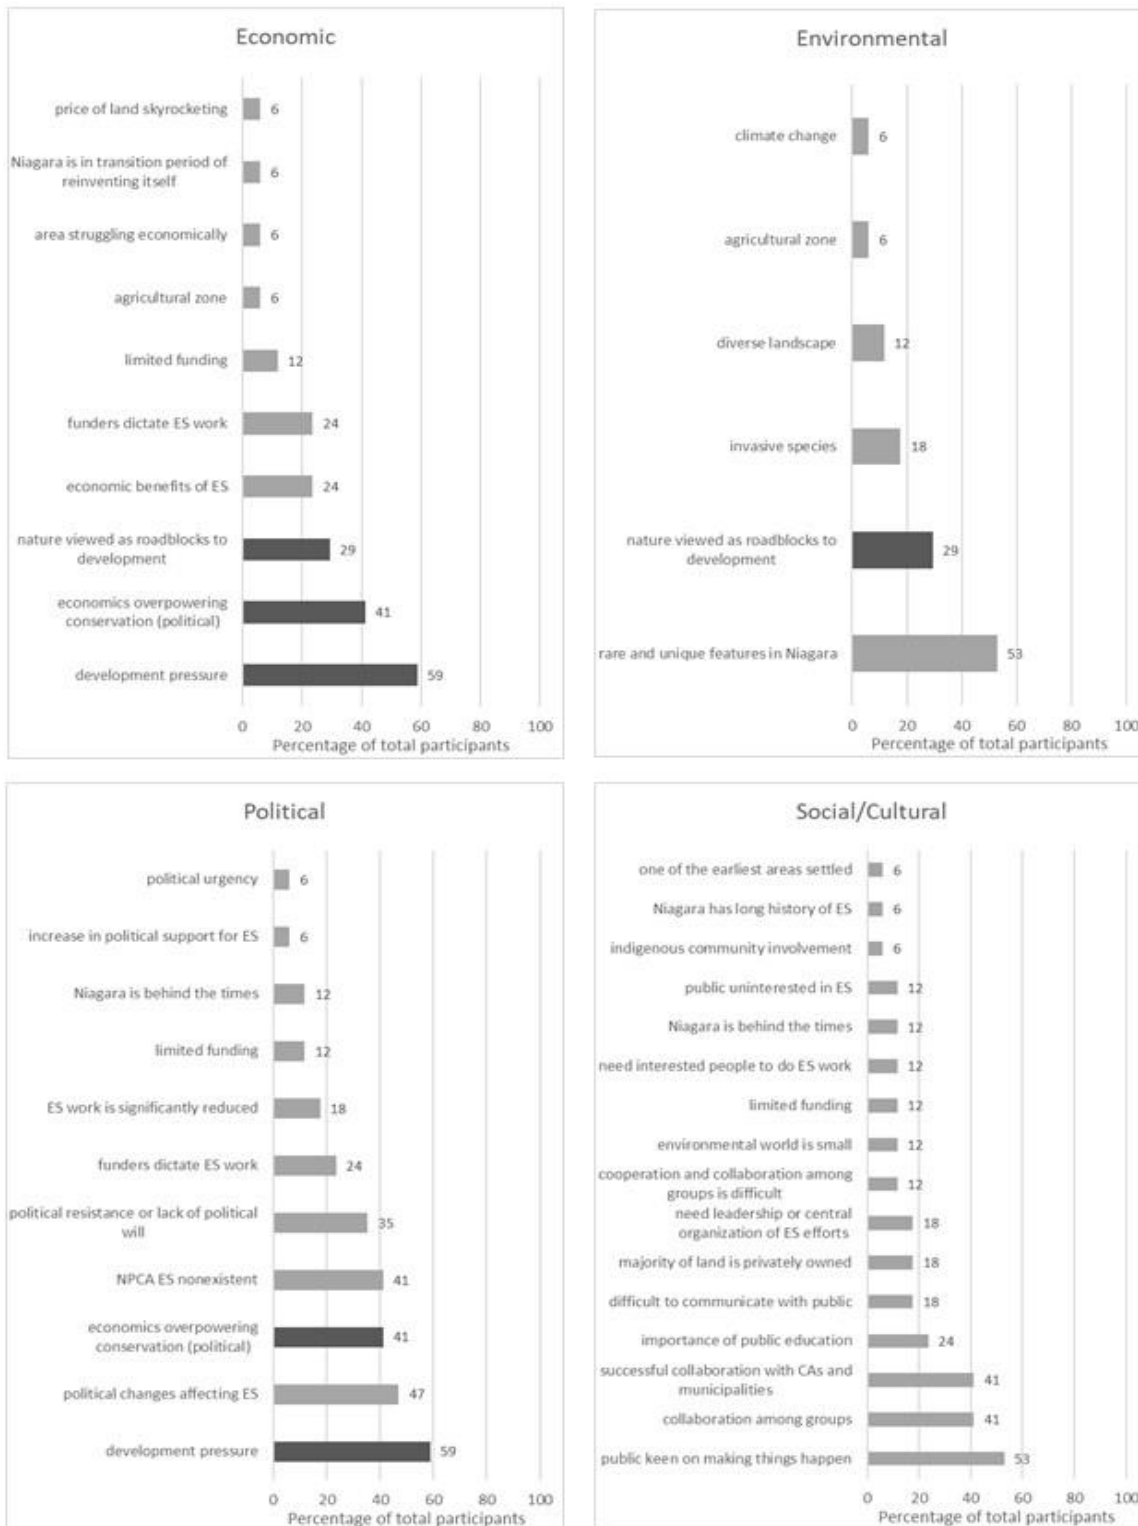 Economic
price of land skyrocketing
6
Niagara is in transition period of
reinventing itself
6
area struggling economically
6
agricultural zone
6
limited funding
12
funders dictate ES work
24
economic benefits of ES
24
nature viewed as roadblocks to
development
29
economics overpowering
conservation (political)
41
development pressure
59
0 20 40 60 80 100
Percentage of total participants
Environmental
climate change
6
agricultural zone
6
diverse landscape
12
invasive species
18
nature viewed as roadblocks to
development
29
rare and unique features in Niagara
53
0 20 40 60 80 100
Percentage of total participants
Political
political urgency
6
increase in political support for ES
6
Niagara is behind the times
12
limited funding
12
ES work is significantly reduced
18
funders dictate ES work
24
political resistance or lack of political
will
35
NPCA ES nonexistent
41
economics overpowering
conservation (political)
41
political changes affecting ES
47
development pressure
59
0 20 40 60 80 100
Percentage of total participants
Social/Cultural
one of the earliest areas settled
6
Niagara has long history of ES
6
indigenous community involvement
6
public uninterested in ES
12
Niagara is behind the times
12
need interested people to do ES work
12
limited funding
12
environmental world is small
12
cooperation and collaboration among
groups is difficult
12
need leadership or central
organization of ES efforts
18
majority of land is privately owned
18
difficult to communicate with public
18
importance of public education
24
successful collaboration with CAs and
municipalities
41
collaboration among groups
41
public keen on making things happen
53
0 20 40 60 80 100
Percentage of total participants